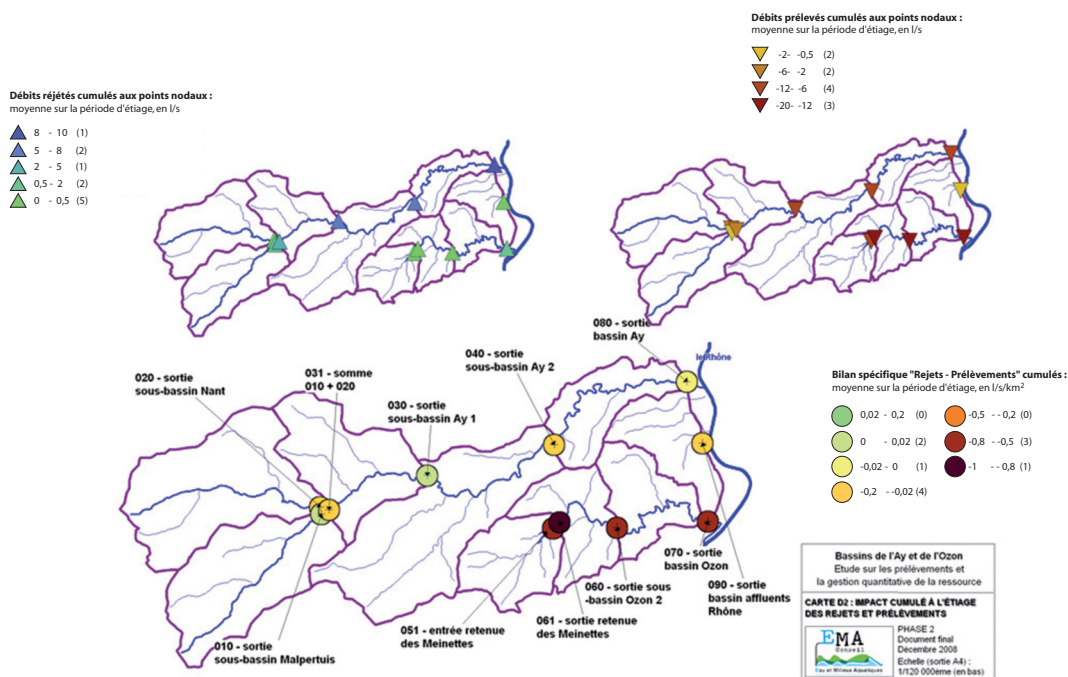 Débits prélevés cumulés aux points nodaux :
moyenne sur la période d'étiage, en l/s
-2- -0,5 (2)
-6- -2 (2)
-12- -6 (4)
-20- -12 (3)
Débits réjétés cumulés aux points nodaux :
moyenne sur la période d'étiage, en l/s
8 - 10 (1)
5 - 8 (2)
2 - 5 (1)
0,5 - 2 (2)
0 - 0,5 (5)
080 - sortie
bassin Ay
le Rhône
040 - sortie
sous-bassin Ay 2
031 - somme
010 + 020
020 - sortie
sous-bassin Nant
030 - sortie
sous-bassin Ay 1
Bilan spécifique "Rejets - Prélèvements" cumulés :
moyenne sur la période d'étiage, en l/s/km²
0,02 - 0,2 (0)
0 - 0,02 (2)
-0,02 - 0 (1)
-0,2 - -0,02 (4)
-0,5 - -0,2 (0)
-0,8 - -0,5 (3)
-1 - -0,8 (1)
070 - sortie
bassin Ozon
090 - sortie
bassin affluents
Rhône
060 - sortie sous
-bassin Ozon 2
061 - sortie retenue
des Meinettes
051 - entrée retenue
des Meinettes
010 - sortie
sous-bassin Malpertuis
Bassins de l'Ay et de l'Ozon
Etude sur les prélèvements et
la gestion quantitative de la ressource
CARTE D2 : IMPACT CUMULÉ À L'ÉTIAGE
DES REJETS ET PRÉLÈVEMENTS
EMA
Conseil
Eau et Milieux Aquatiques
PHASE 2
Document final
Décembre 2008
Echelle (sortie A4) :
1/120 000ème (en bas)